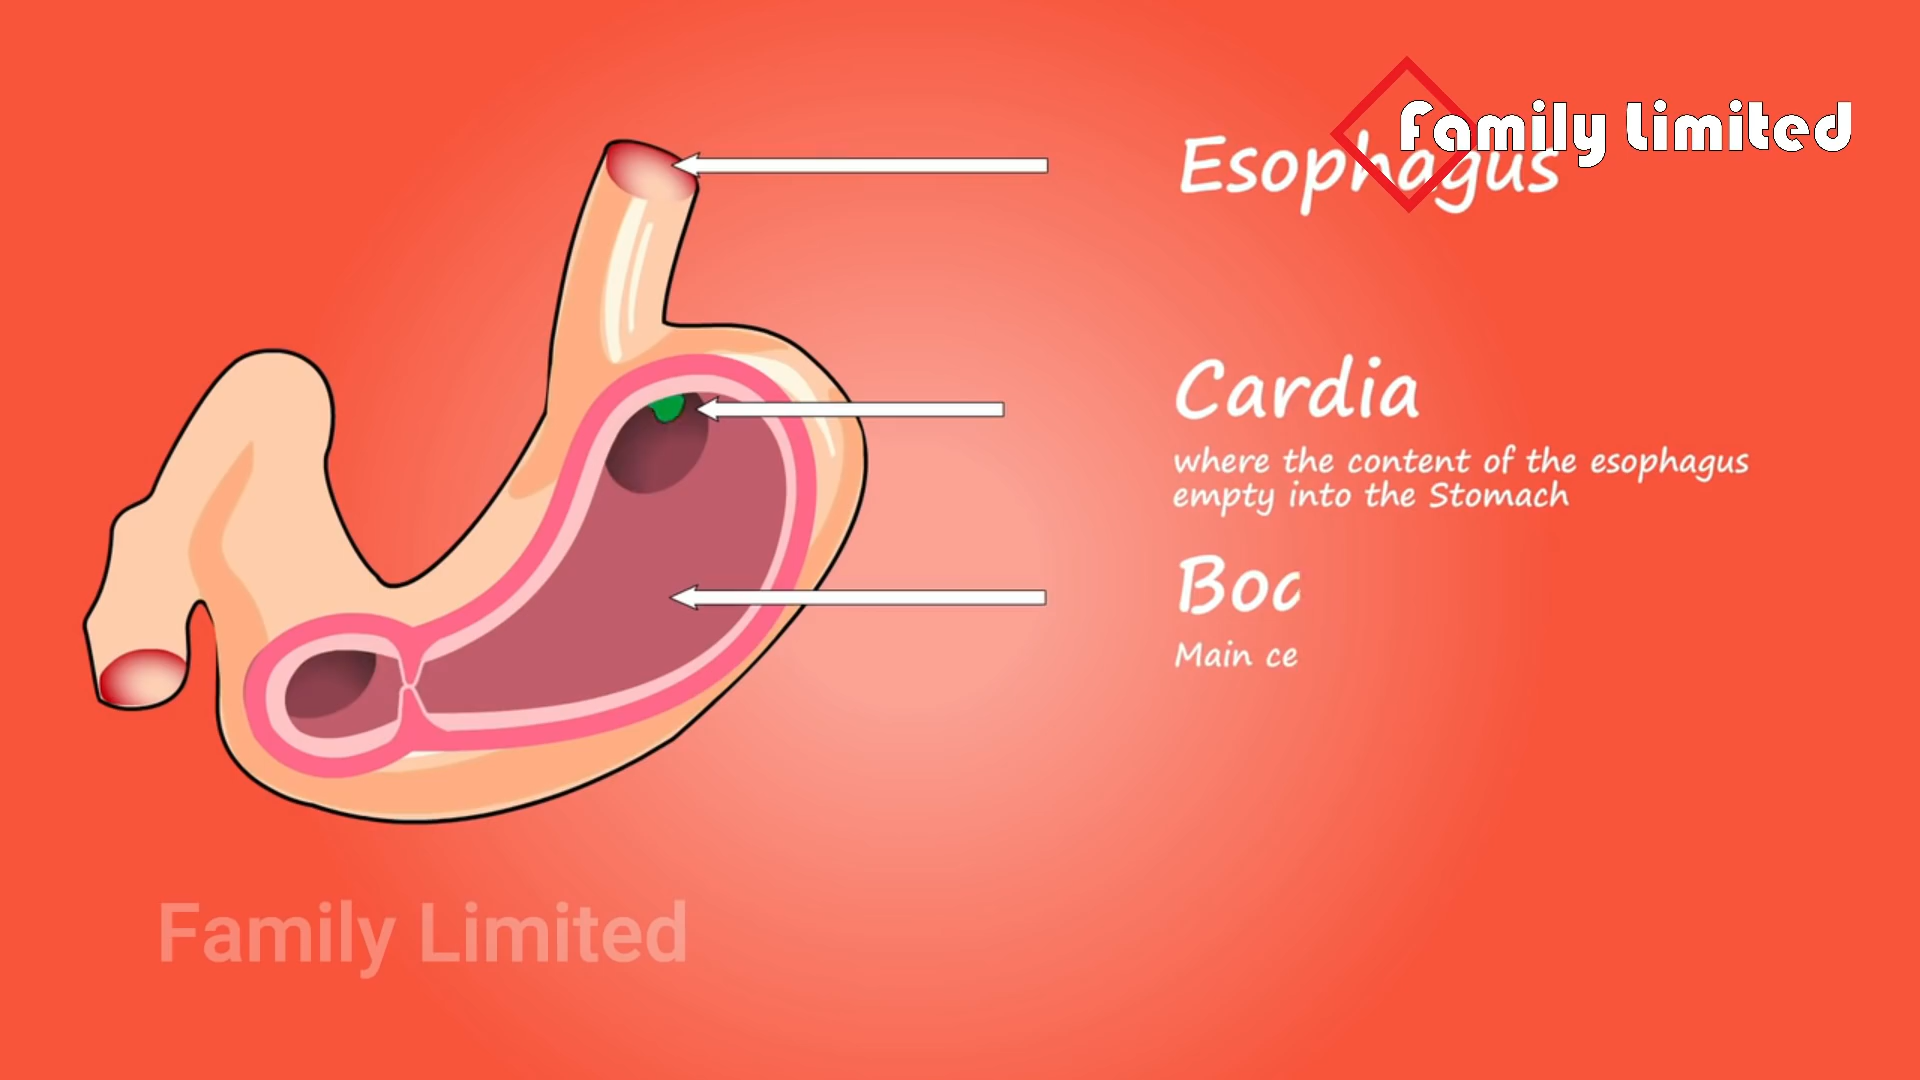 Family Limited
Esophagus
Cardia
where the content of the esophagus
empty into the Stomach
Boc
Main ce
Family Limited